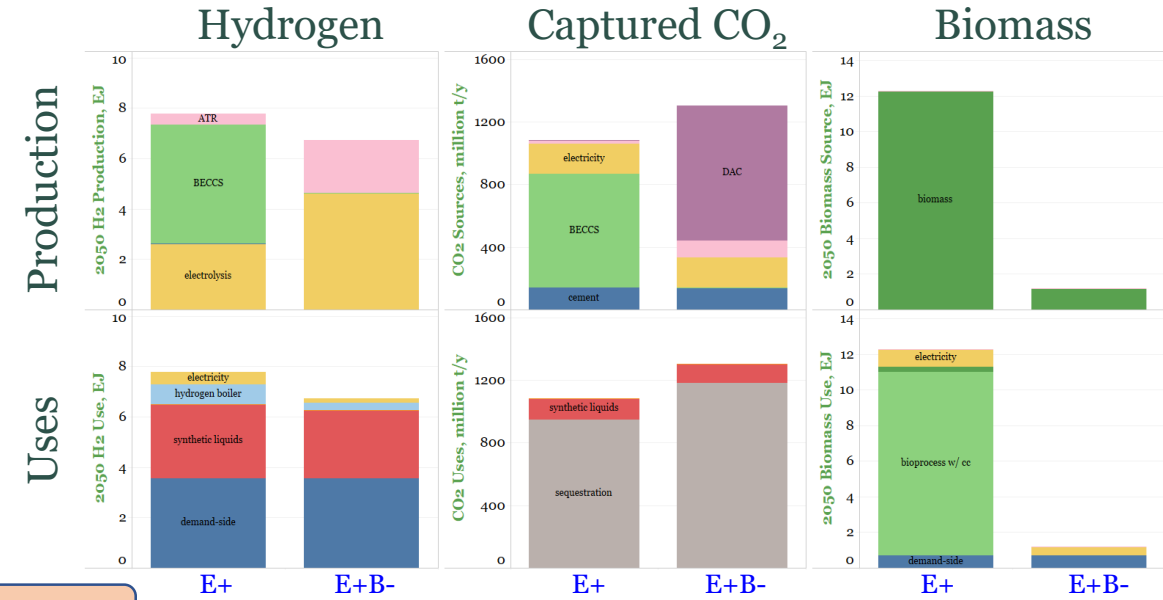 Hydrogen
Captured CO₂
Biomass
Production
2050 H2 Production, EJ
10
8
6
4
2
0
ATR
BECCS
electrolysis
CO2 Sources, million t/y
1600
1200
800
400
0
electricity
BECCS
cement
DAC
2050 Biomass Source, EJ
14
12
10
8
6
4
2
0
biomass
Uses
2050 H2 Use, EJ
10
8
6
4
2
0
electricity
hydrogen boiler
synthetic liquids
demand-side
CO2 Uses, million t/y
1600
1200
800
400
0
synthetic liquids
sequestration
2050 Biomass Use, EJ
14
12
10
8
6
4
2
0
electricity
bioprocess w/ cc
demand-side
E+
E+B-
E+
E+B-
E+
E+B-